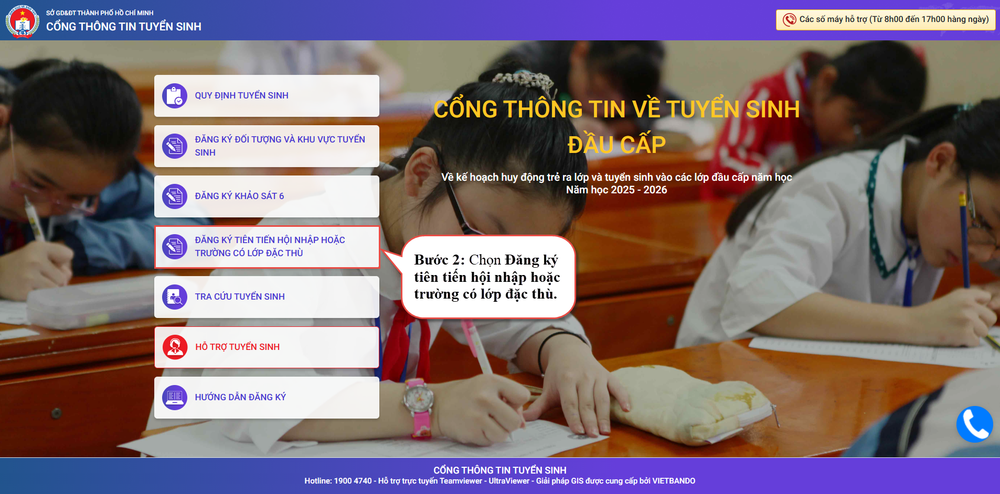 SỞ GD&ĐT THÀNH PHỐ HỒ CHÍ MINH
CỔNG THÔNG TIN TUYỂN SINH
Các số máy hỗ trợ (Từ 8h00 đến 17h00 hàng ngày)
QUY ĐỊNH TUYỂN SINH
ĐĂNG KÝ ĐỐI TƯỢNG VÀ KHU VỰC TUYỂN
SINH
ĐĂNG KÝ KHẢO SÁT 6
ĐĂNG KÝ TIÊN TIẾN HỘI NHẬP HOẶC
TRƯỜNG CÓ LỚP ĐẶC THÙ
TRA CỨU TUYỂN SINH
HỖ TRỢ TUYỂN SINH
HƯỚNG DẪN ĐĂNG KÝ
CỔNG THÔNG TIN VỀ TUYỂN SINH
ĐẦU CẤP
Về kế hoạch huy động trẻ ra lớp và tuyển sinh vào các lớp đầu cấp năm học
Năm học 2025 - 2026
Bước 2: Chọn Đăng ký
tiên tiến hội nhập hoặc
trường có lớp đặc thù.
CỔNG THÔNG TIN TUYỂN SINH
Hotline: 1900 4740 - Hỗ trợ trực tuyến Teamviewer - UltraViewer - Giải pháp GIS được cung cấp bởi VIETBANDO